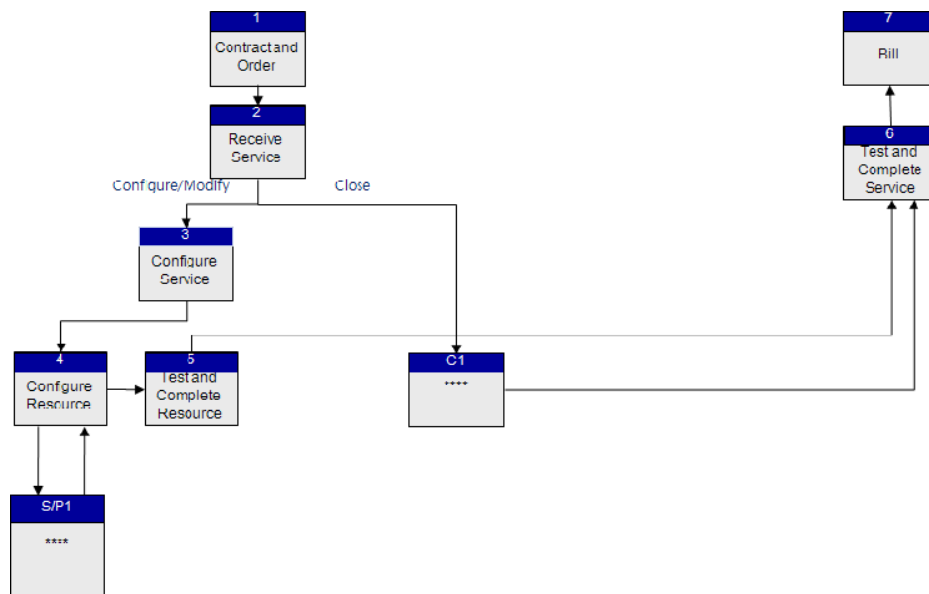 1
Contract and
Order
7
Bill
2
Receive
Service
6
Test and
Complete
Service
Configure/Modify
Close
3
Configure
Service
4
Configure
Resource
5
Test and
Complete
Resource
C1
****
S/P1
****